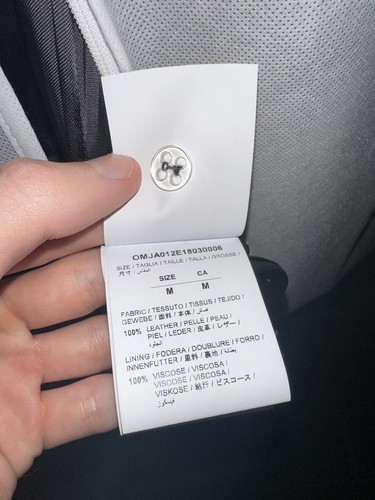 OMJA012E18030006
SIZE / TAGLIA / TAILLE / TALLA / GRÖSSE /
尺寸 / المقاس /
SIZE CA
M M
FABRIC / TESSUTO / TISSUS / TEJIDO /
GEWEBE / 面料 / 本体 / قماش /
100% LEATHER / PELLE / PEAU /
PIEL / LEDER / 皮革 / レザー /
الجلود
LINING / FODERA / DOUBLURE / FORRO /
INNENFUTTER / 里料 / 裏地 / بطانة /
100% VISCOSE / VISCOSA /
VISCOSE / VISCOSA /
VISKOSE / 粘纤 / ビスコース /
فيسكوز